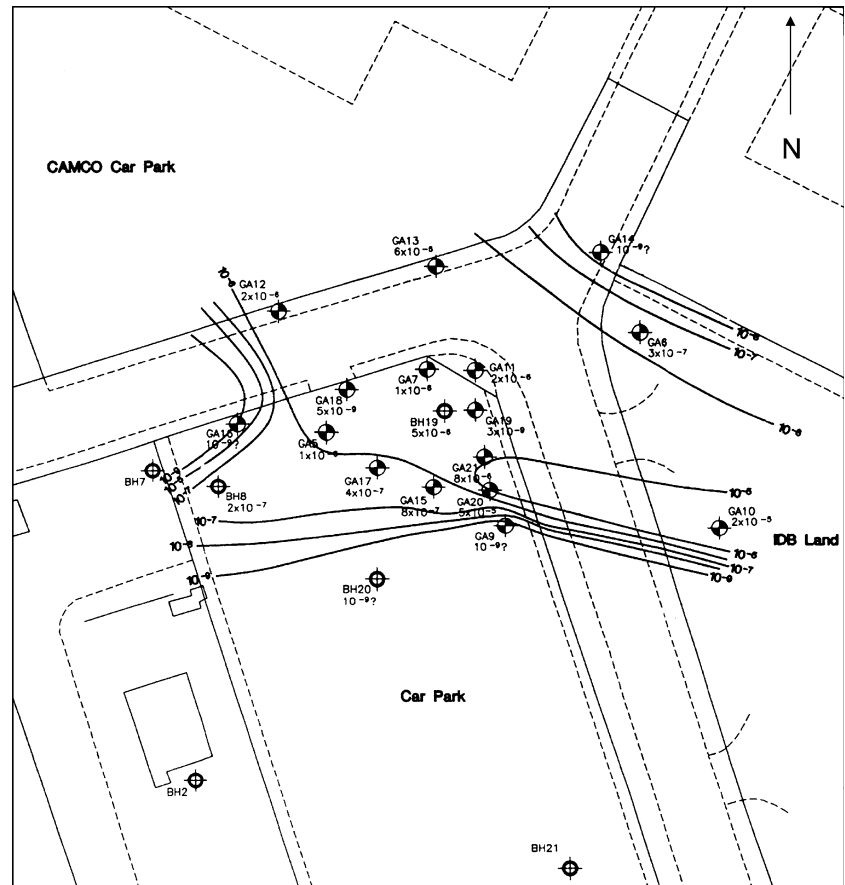 N
CAMCO Car Park
GA13
6x10⁻⁵
GA14
10⁻⁹?
10⁻⁶
GA12
2x10⁻⁶
10⁻⁸
10⁻⁷
GA6
3x10⁻⁷
10⁻⁶
GA7
1x10⁻⁶
GA11
2x10⁻⁶
GA18
5x10⁻⁹
BH19
5x10⁻⁶
GA19
3x10⁻⁹
GA16
10⁻⁹?
GA5
GA17
4x10⁻⁷
GA21
8x10⁻⁶
BH7
BH8
2x10⁻⁷
10⁻⁷
GA15
8x10⁻⁷
GA20
5x10⁻⁵
10⁻⁵
GA10
2x10⁻⁵
10⁻⁷
10⁻⁸
GA9
10⁻⁹?
IDB Land
10⁻⁶
10⁻⁷
10⁻⁹
10⁻⁹
BH20
10⁻⁹?
Car Park
BH2
BH21